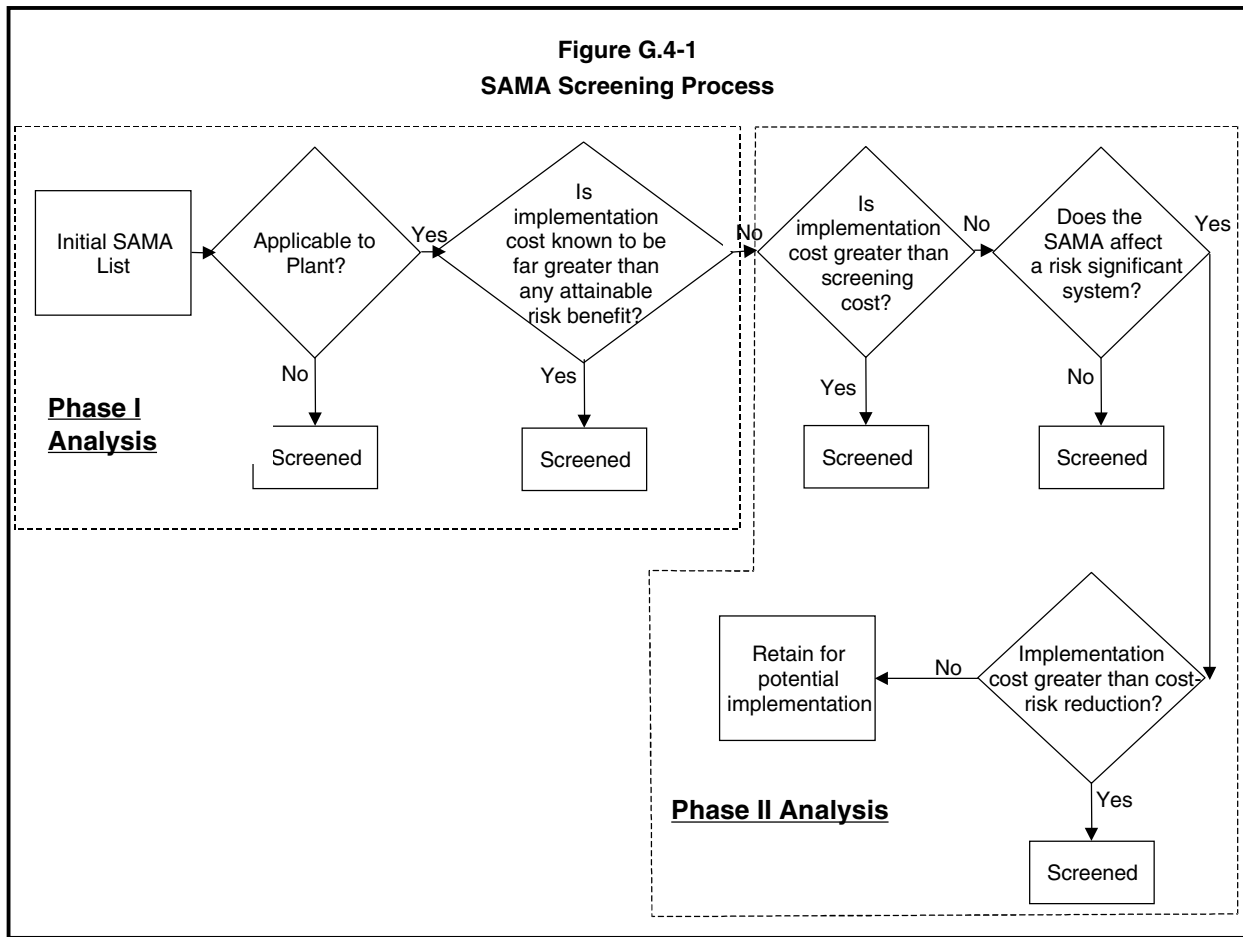 Figure G.4-1
SAMA Screening Process
Initial SAMA
List
Applicable to
Plant?
Yes
No
Screened
Is
implementation
cost known to be
far greater than
any attainable
risk benefit?
No
Yes
Screened
Phase I
Analysis
Is
implementation
cost greater than
screening
cost?
No
Yes
Screened
Does the
SAMA affect
a risk significant
system?
Yes
No
Screened
Implementation
cost greater than cost-
risk reduction?
No
Retain for
potential
implementation
Yes
Screened
Phase II Analysis